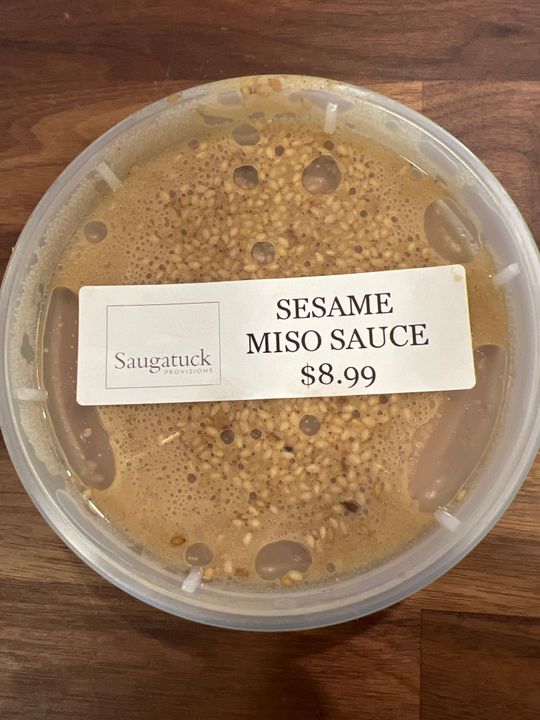 Saugatuck
PROVISIONS
SESAME
MISO SAUCE
$8.99